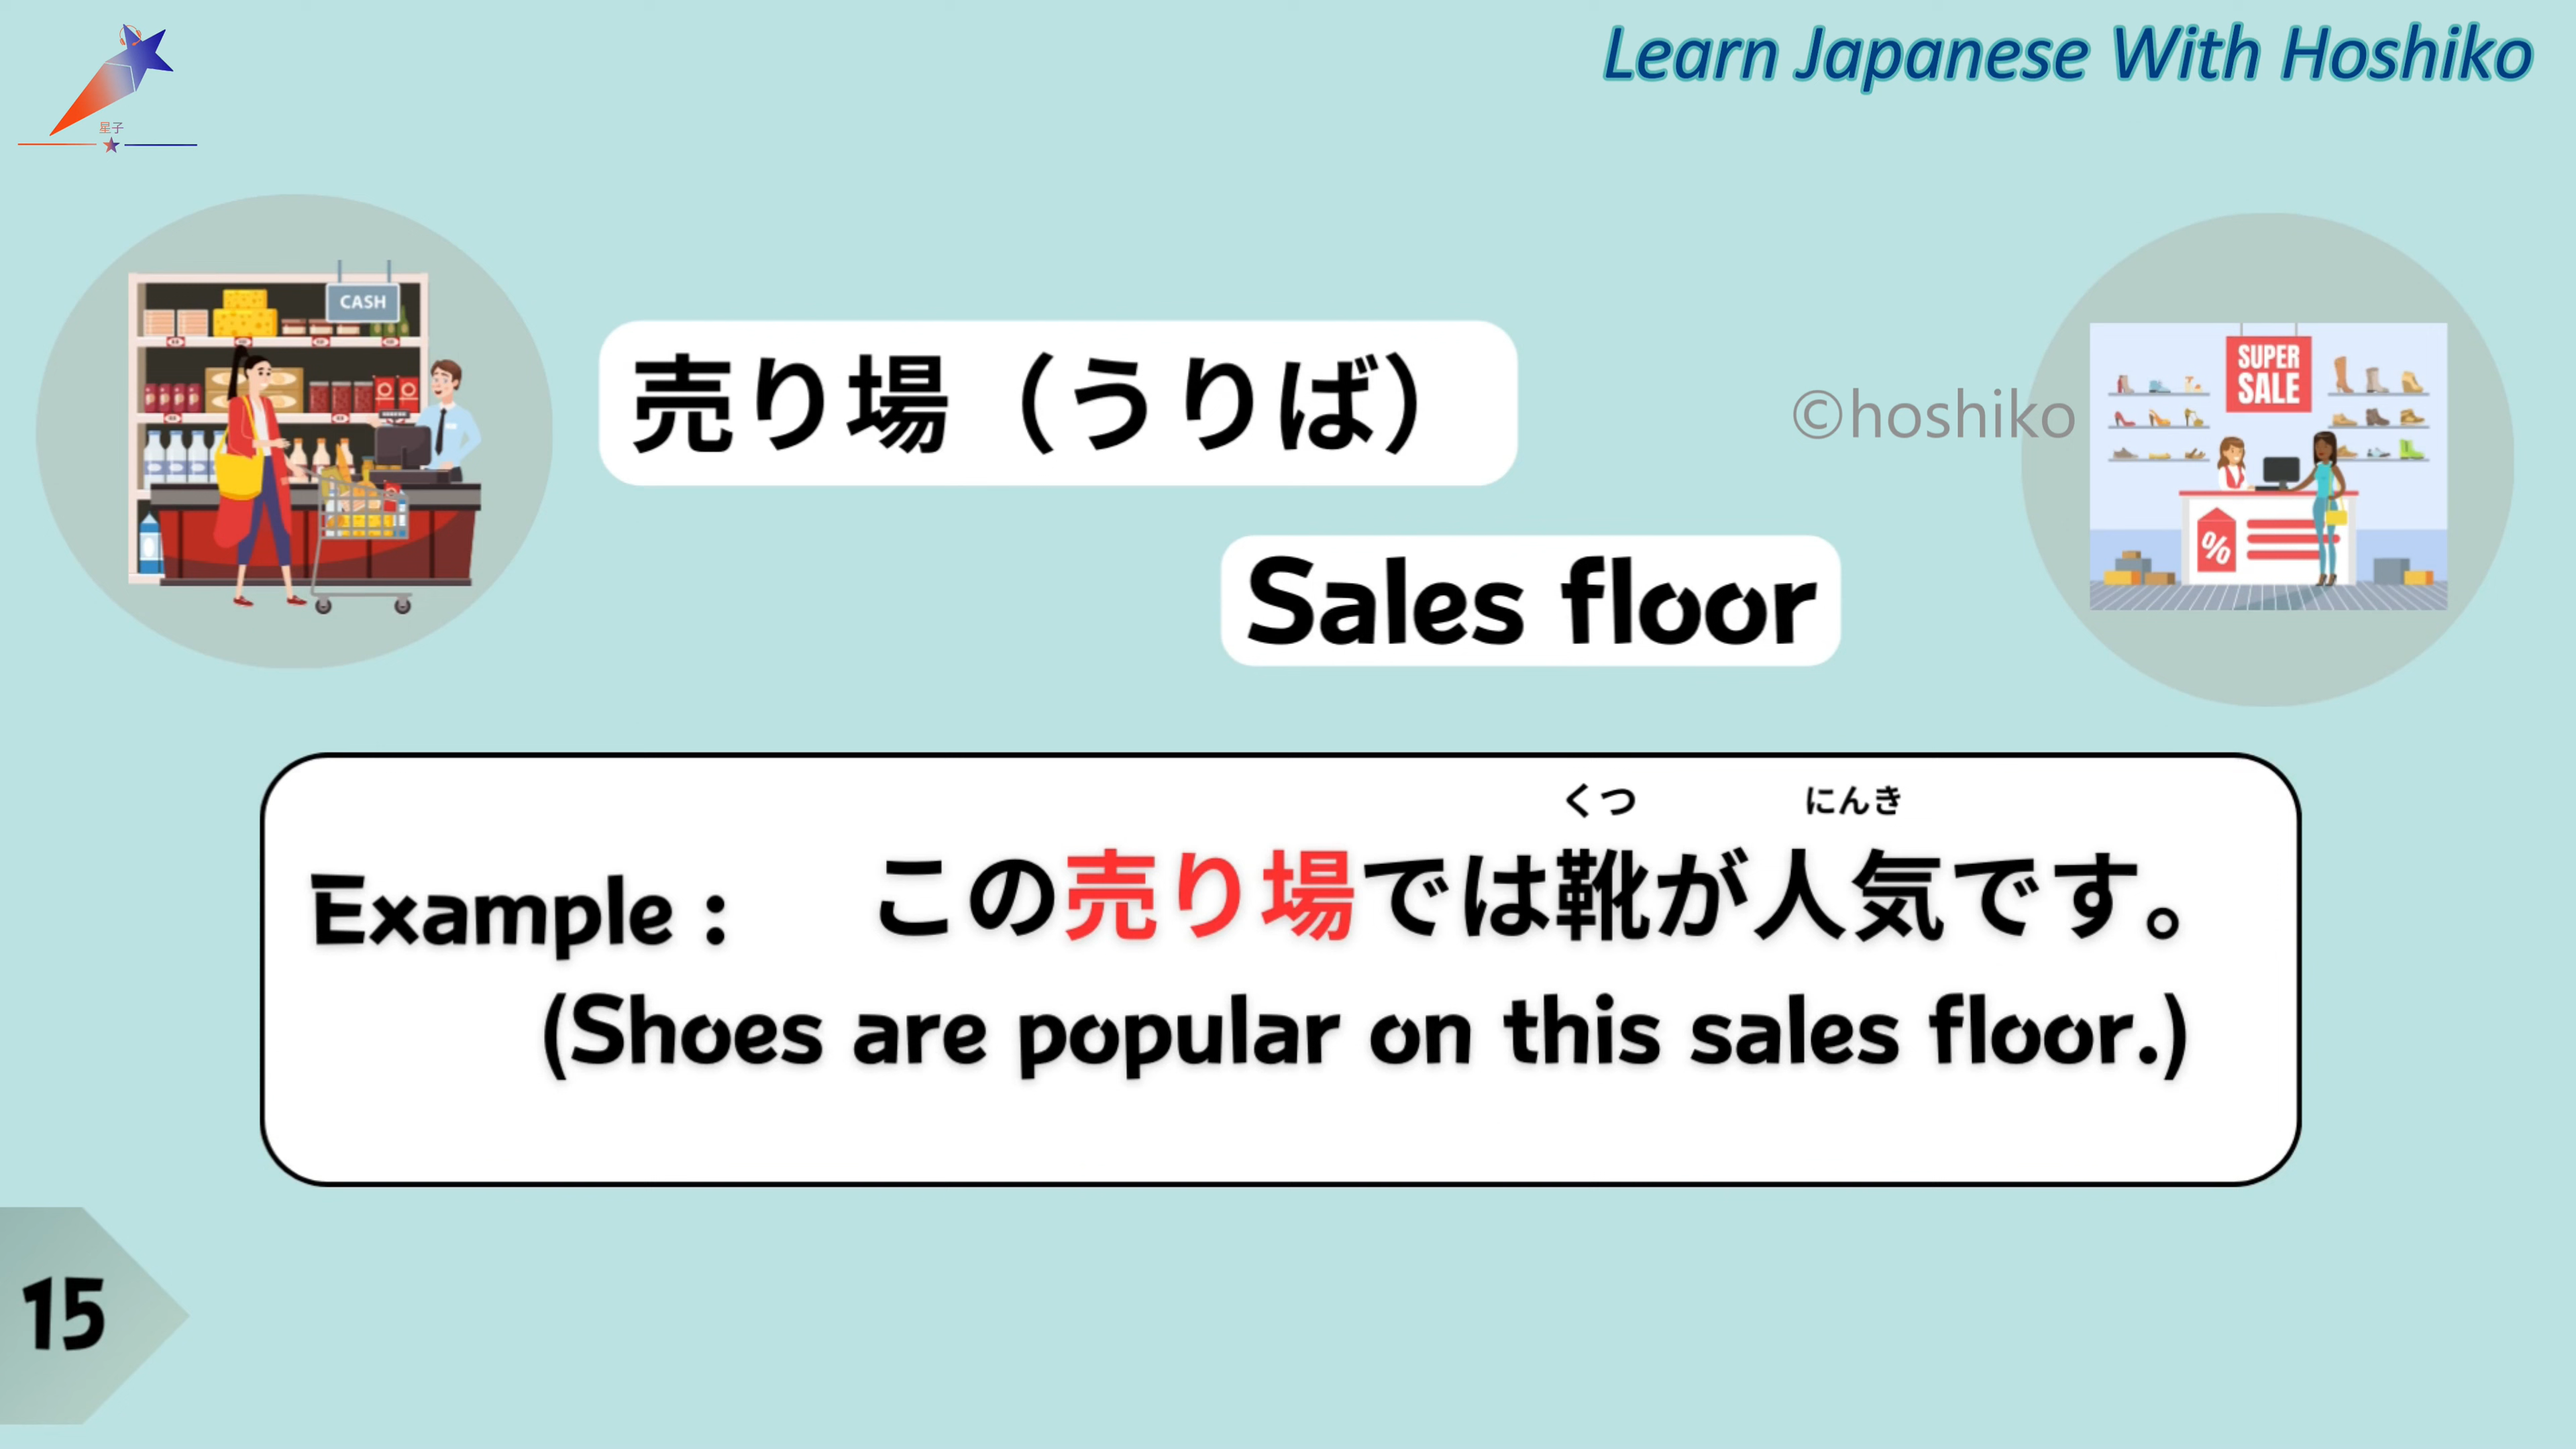 Learn Japanese With Hoshiko
星子
CASH
売り場（うりば）
©hoshiko
SUPER
SALE
%
Sales floor
くつ にんき
Example : この売り場では靴が人気です。
(Shoes are popular on this sales floor.)
15